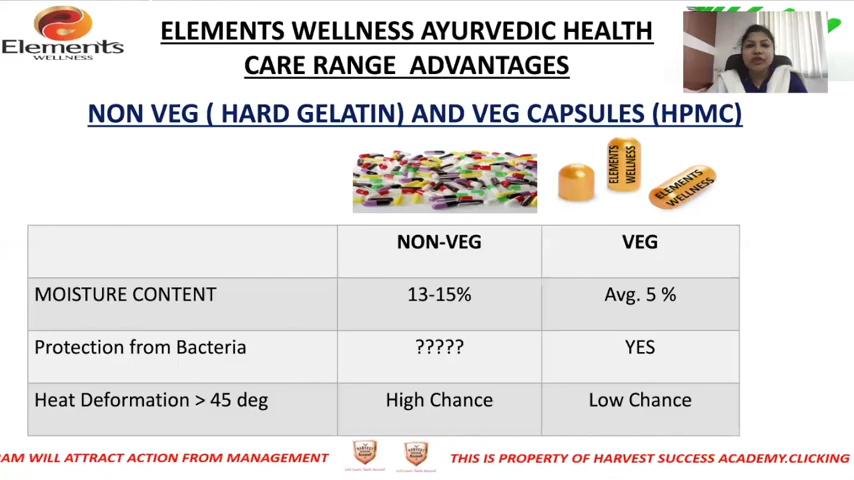 Elements
WELLNESS
ELEMENTS WELLNESS AYURVEDIC HEALTH
CARE RANGE ADVANTAGES
NON VEG ( HARD GELATIN) AND VEG CAPSULES (HPMC)
ELEMENTS
WELLNESS
ELEMENTS
WELLNESS
NON-VEG VEG
MOISTURE CONTENT 13-15% Avg. 5 %
Protection from Bacteria ????? YES
Heat Deformation > 45 deg High Chance Low Chance
AM WILL ATTRACT ACTION FROM MANAGEMENT THIS IS PROPERTY OF HARVEST SUCCESS ACADEMY.CLICKING